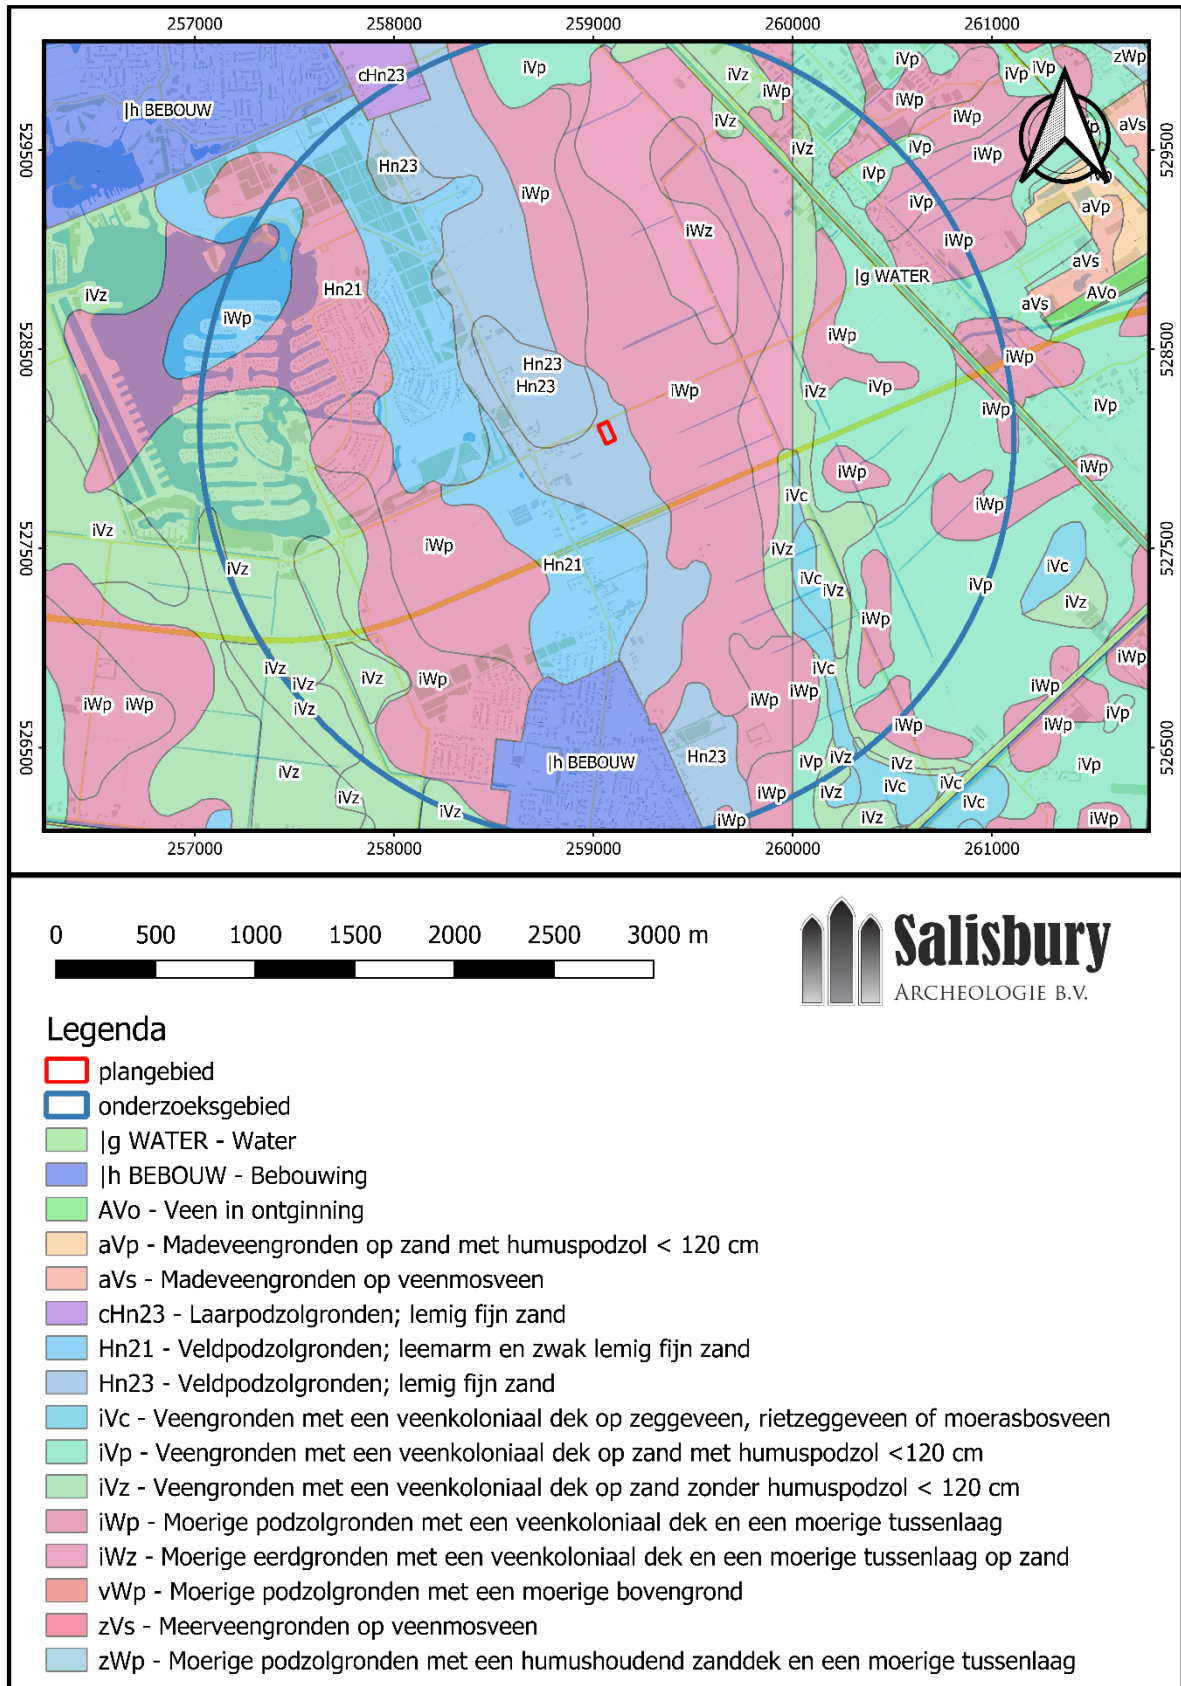 257000 258000 259000 260000 261000
529500
528500
527500
526500
529500
528500
527500
526500
cHn23
iVp
iVz
iWp
iVp
iVp
iVp
zWp
|h BEBOUW
iWp
iWp
aVs
iVz
iVz
iVp
iWp
Hn23
iWp
iVp
iVp
aVp
iWz
iWp
iVz
Hn21
|g WATER
aVs
AVo
aVs
iWp
iWp
Hn23
Hn23
iWp
iVz
iVp
iWp
iWp
iVp
iWp
iWp
iVc
iWp
iVz
iWp
iVz
Hn21
iVz
iVc
iVz
iVp
iVc
iVz
iWp
iVz
iVz
iVz
iVz
iWp
iVc
iWp
iWp
iWp
iWp
iWp
iWp
iWp
iWp
iVp
iWp
|h BEBOUW
Hn23
iVp
iVz
iVz
iVp
iVz
iVz
iVz
iWp
iVz
iVc
iVc
iVz
iWp
iWp
257000 258000 259000 260000 261000
0 500 1000 1500 2000 2500 3000 m
Salisbury
ARCHEOLOGIE B.V.
Legenda
plangebied
onderzoeksgebied
|g WATER - Water
|h BEBOUW - Bebouwing
AVo - Veen in ontginning
aVp - Madeveengronden op zand met humuspodzol < 120 cm
aVs - Madeveengronden op veenmosveen
cHn23 - Laarpodzolgronden; lemig fijn zand
Hn21 - Veldpodzolgronden; leemarm en zwak lemig fijn zand
Hn23 - Veldpodzolgronden; lemig fijn zand
iVc - Veengronden met een veenkoloniaal dek op zeggeveen, rietzeggeveen of moerasbosveen
iVp - Veengronden met een veenkoloniaal dek op zand met humuspodzol <120 cm
iVz - Veengronden met een veenkoloniaal dek op zand zonder humuspodzol < 120 cm
iWp - Moerige podzolgronden met een veenkoloniaal dek en een moerige tussenlaag
iWz - Moerige eerdgronden met een veenkoloniaal dek en een moerige tussenlaag op zand
vWp - Moerige podzolgronden met een moerige bovengrond
zVs - Meerveengronden op veenmosveen
zWp - Moerige podzolgronden met een humushoudend zanddek en een moerige tussenlaag